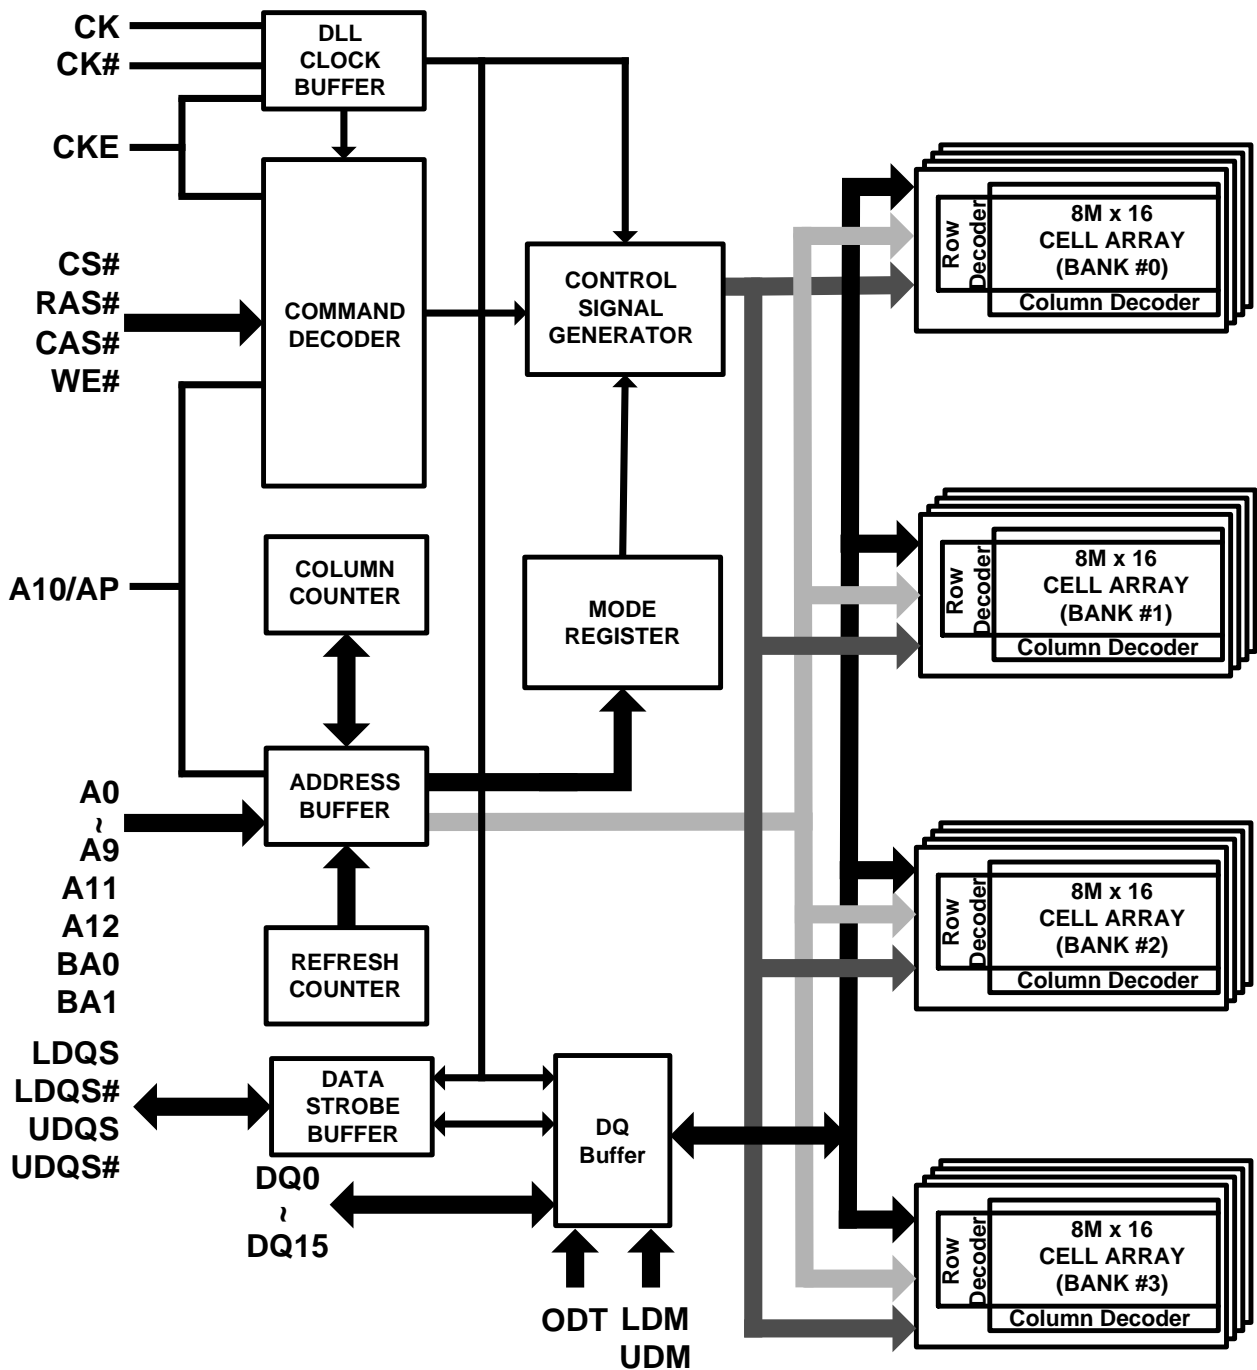 CK
CK#
CKE
CS#
RAS#
CAS#
WE#
A10/AP
A0
~
A9
A11
A12
BA0
BA1
LDQS
LDQS#
UDQS
UDQS#
DLL
CLOCK
BUFFER
COMMAND
DECODER
COLUMN
COUNTER
ADDRESS
BUFFER
REFRESH
COUNTER
DATA
STROBE
BUFFER
DQ0
~
DQ15
CONTROL
SIGNAL
GENERATOR
MODE
REGISTER
DQ
Buffer
ODT
LDM
UDM
Row
Decoder
8M x 16
CELL ARRAY
(BANK #0)
Column Decoder
Row
Decoder
8M x 16
CELL ARRAY
(BANK #1)
Column Decoder
Row
Decoder
8M x 16
CELL ARRAY
(BANK #2)
Column Decoder
Row
Decoder
8M x 16
CELL ARRAY
(BANK #3)
Column Decoder